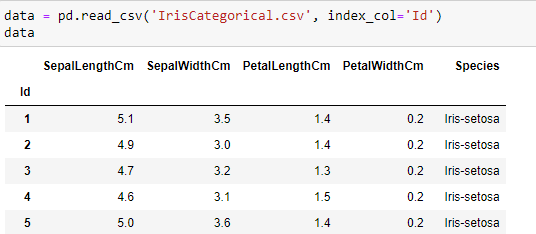 data = pd.read_csv('IrisCategorical.csv', index_col='Id')
data
SepalLengthCm SepalWidthCm PetalLengthCm PetalWidthCm Species
Id
1 5.1 3.5 1.4 0.2 Iris-setosa
2 4.9 3.0 1.4 0.2 Iris-setosa
3 4.7 3.2 1.3 0.2 Iris-setosa
4 4.6 3.1 1.5 0.2 Iris-setosa
5 5.0 3.6 1.4 0.2 Iris-setosa